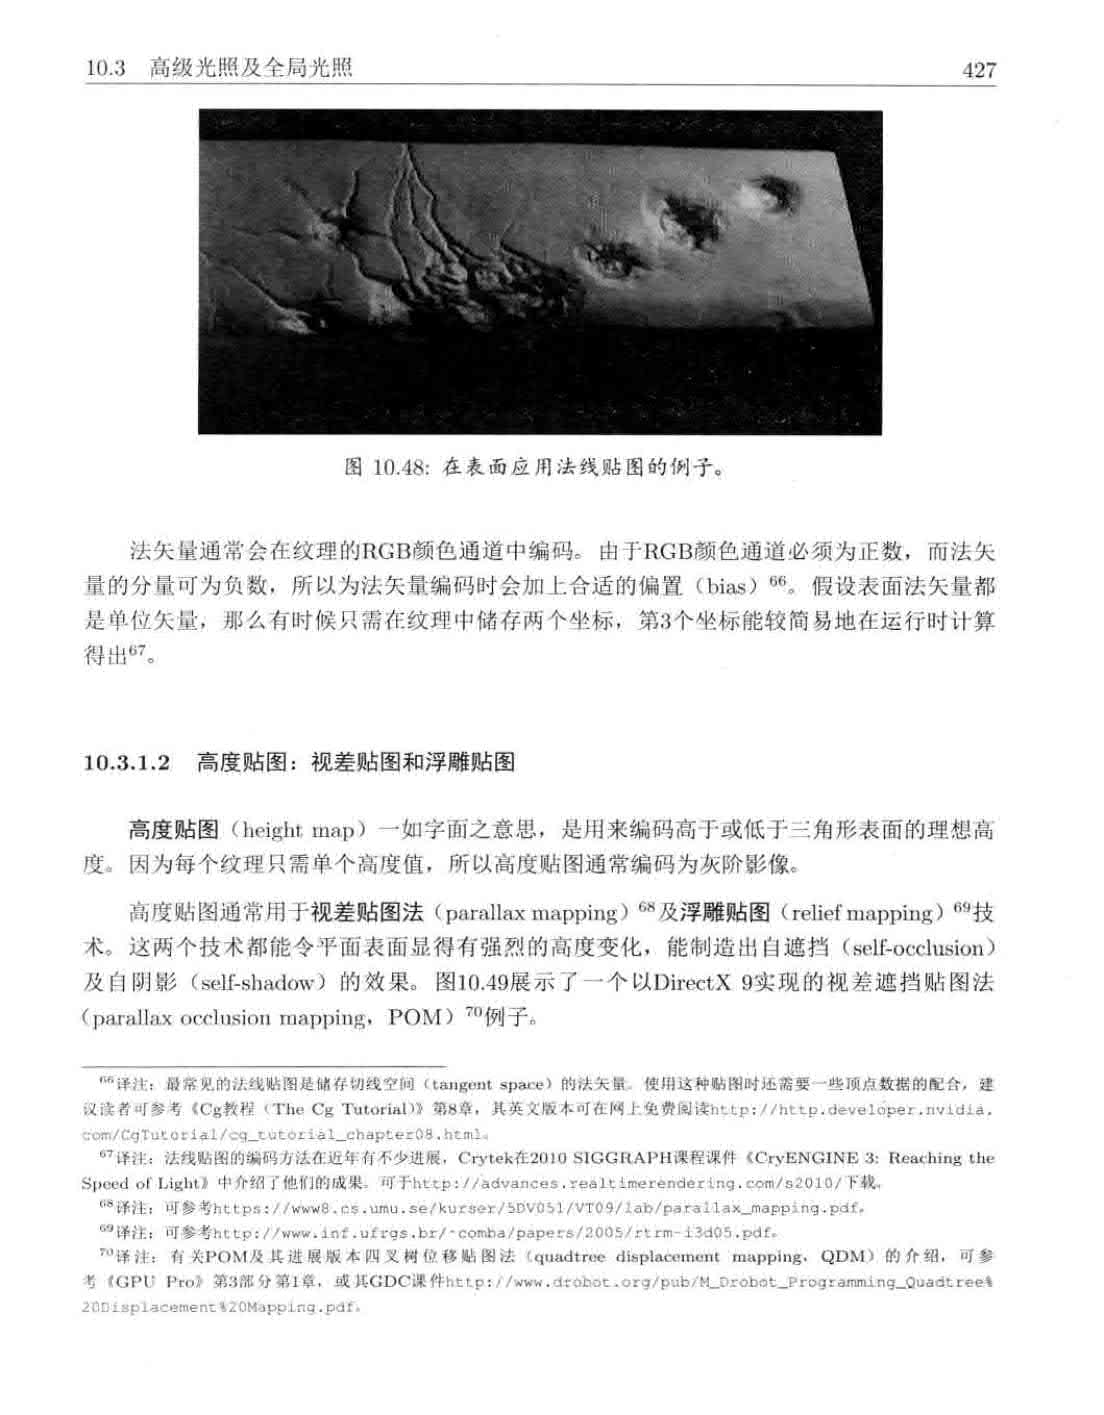 10.3 高级光照及全局光照 427
图 10.48: 在表面应用法线贴图的例子。
法矢量通常会在纹理的RGB颜色通道中编码。由于RGB颜色通道必须为正数，而法矢
量的分量可为负数，所以为法矢量编码时会加上合适的偏置（bias）66。假设表面法矢量都
是单位矢量，那么有时候只需在纹理中储存两个坐标，第3个坐标能较简易地在运行时计算
得出67。
10.3.1.2 高度贴图：视差贴图和浮雕贴图
高度贴图（height map）一如字面之意思，是用来编码高于或低于三角形表面的理想高
度。因为每个纹理只需单个高度值，所以高度贴图通常编码为灰阶影像。
高度贴图通常用于视差贴图法（parallax mapping）68及浮雕贴图（relief mapping）69技
术。这两个技术都能令平面表面显得有强烈的高度变化，能制造出自遮挡（self-occlusion）
及自阴影（self-shadow）的效果。图10.49展示了一个以DirectX 9实现的视差遮挡贴图法
（parallax occlusion mapping，POM）70例子。
66译注：最常见的法线贴图是储存切线空间（tangent space）的法矢量。使用这种贴图时还需要一些顶点数据的配合，建
议读者可参考《Cg教程（The Cg Tutorial）》第8章，其英文版本可在网上免费阅读http://http.developer.nvidia.
com/CgTutorial/cg_tutorial_chapter08.html。
67译注：法线贴图的编码方法在近年有不少进展，Crytek在2010 SIGGRAPH课程课件《CryENGINE 3: Reaching the
Speed of Light》中介绍了他们的成果。可于http://advances.realtimerendering.com/s2010/下载。
68译注：可参考https://www8.cs.umu.se/kurser/5DV051/VT09/lab/parallax_mapping.pdf。
69译注：可参考http://www.inf.ufrgs.br/~comba/papers/2005/rtrm-i3d05.pdf。
70译注：有关POM及其进展版本四叉树位移贴图法（quadtree displacement mapping，QDM）的介绍，可参
考《GPU Pro》第3部分第1章，或其GDC课件http://www.drobot.org/pub/M_Drobot_Programming_Quadtree%
20Displacement%20Mapping.pdf。